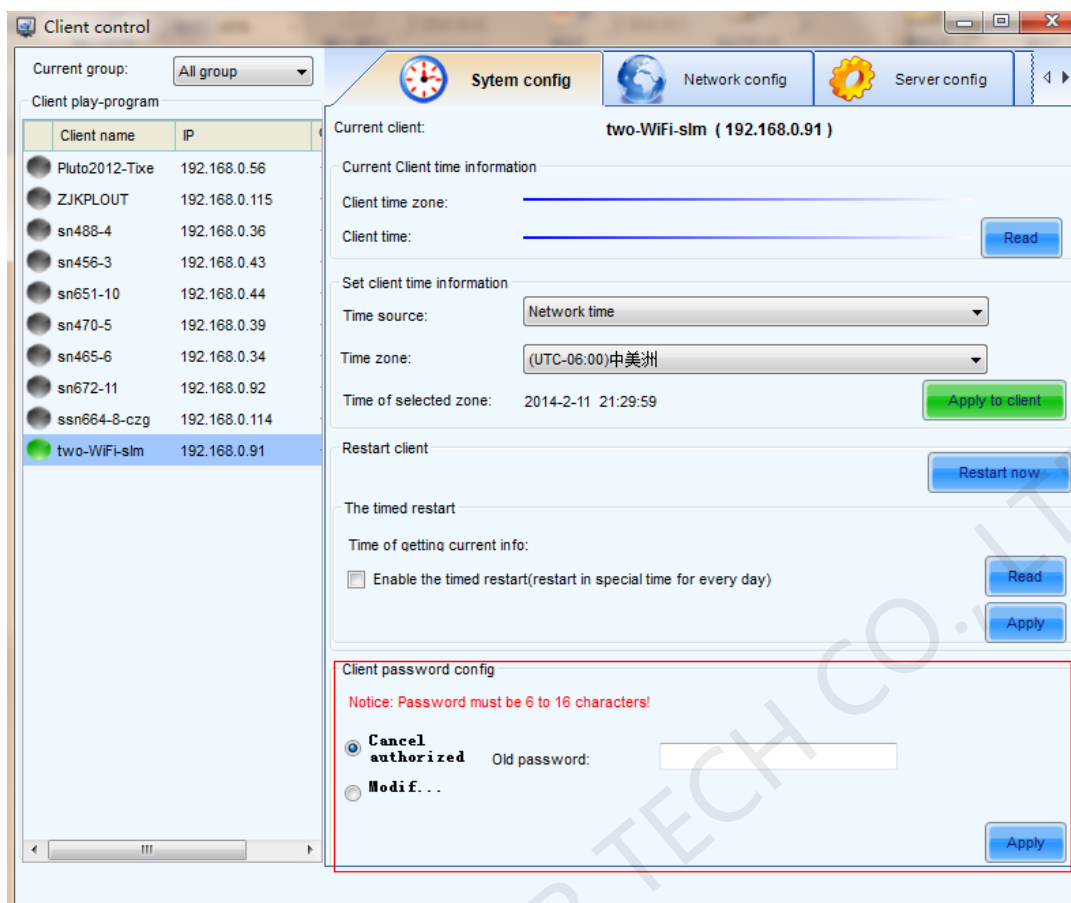 Client control
Current group: All group
Client play-program
Client name IP
Pluto2012-Tixe 192.168.0.56
ZJKPLOUT 192.168.0.115
sn488-4 192.168.0.36
sn456-3 192.168.0.43
sn651-10 192.168.0.44
sn470-5 192.168.0.39
sn465-6 192.168.0.34
sn672-11 192.168.0.92
ssn664-8-czg 192.168.0.114
two-WiFi-slm 192.168.0.91
Sytem config Network config Server config
Current client: two-WiFi-slm ( 192.168.0.91 )
Current Client time information
Client time zone:
Client time: Read
Set client time information
Time source: Network time
Time zone: (UTC-06:00)中美洲
Time of selected zone: 2014-2-11 21:29:59 Apply to client
Restart client
Restart now
The timed restart
Time of getting current info:
Enable the timed restart(restart in special time for every day) Read
Apply
Client password config
Notice: Password must be 6 to 16 characters!
Cancel
authorized Old password:
Modif...
Apply
TECH CO., LT